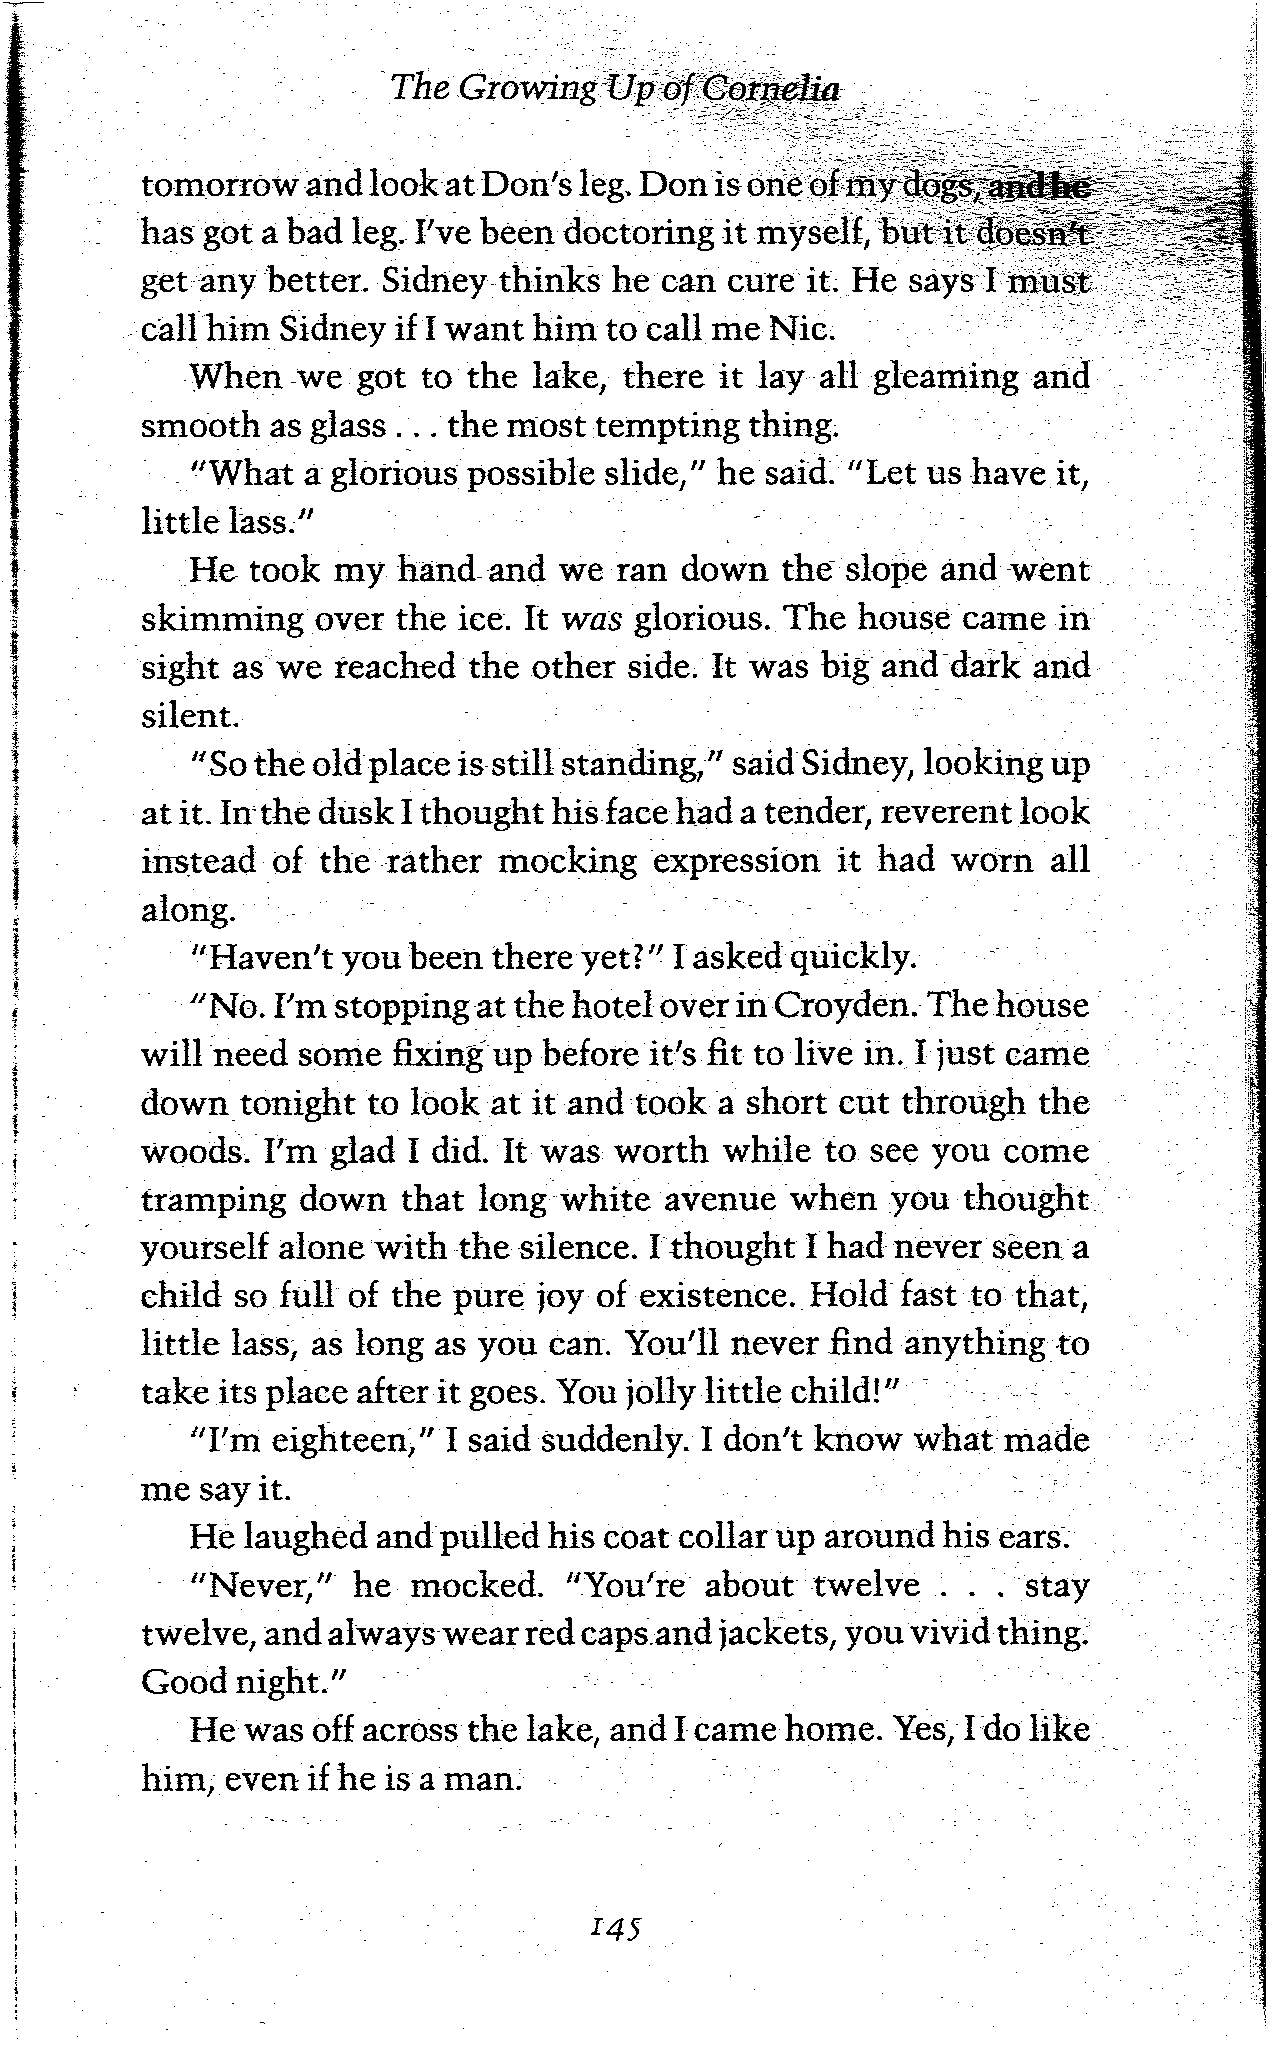 The Growing Up of Cornelia
tomorrow and look at Don's leg. Don is one of my dogs, and he
has got a bad leg. I've been doctoring it myself, but it doesn't
get any better. Sidney thinks he can cure it. He says I must
call him Sidney if I want him to call me Nic.
When we got to the lake, there it lay all gleaming and
smooth as glass . . . the most tempting thing.
"What a glorious possible slide," he said. "Let us have it,
little lass."
He took my hand and we ran down the slope and went
skimming over the ice. It was glorious. The house came in
sight as we reached the other side. It was big and dark and
silent.
"So the old place is still standing," said Sidney, looking up
at it. In the dusk I thought his face had a tender, reverent look
instead of the rather mocking expression it had worn all
along.
"Haven't you been there yet?" I asked quickly.
"No. I'm stopping at the hotel over in Croyden. The house
will need some fixing up before it's fit to live in. I just came
down tonight to look at it and took a short cut through the
woods. I'm glad I did. It was worth while to see you come
tramping down that long white avenue when you thought
yourself alone with the silence. I thought I had never seen a
child so full of the pure joy of existence. Hold fast to that,
little lass, as long as you can. You'll never find anything to
take its place after it goes. You jolly little child!"
"I'm eighteen," I said suddenly. I don't know what made
me say it.
He laughed and pulled his coat collar up around his ears.
"Never," he mocked. "You're about twelve . . . stay
twelve, and always wear red caps and jackets, you vivid thing.
Good night."
He was off across the lake, and I came home. Yes, I do like
him, even if he is a man.
145